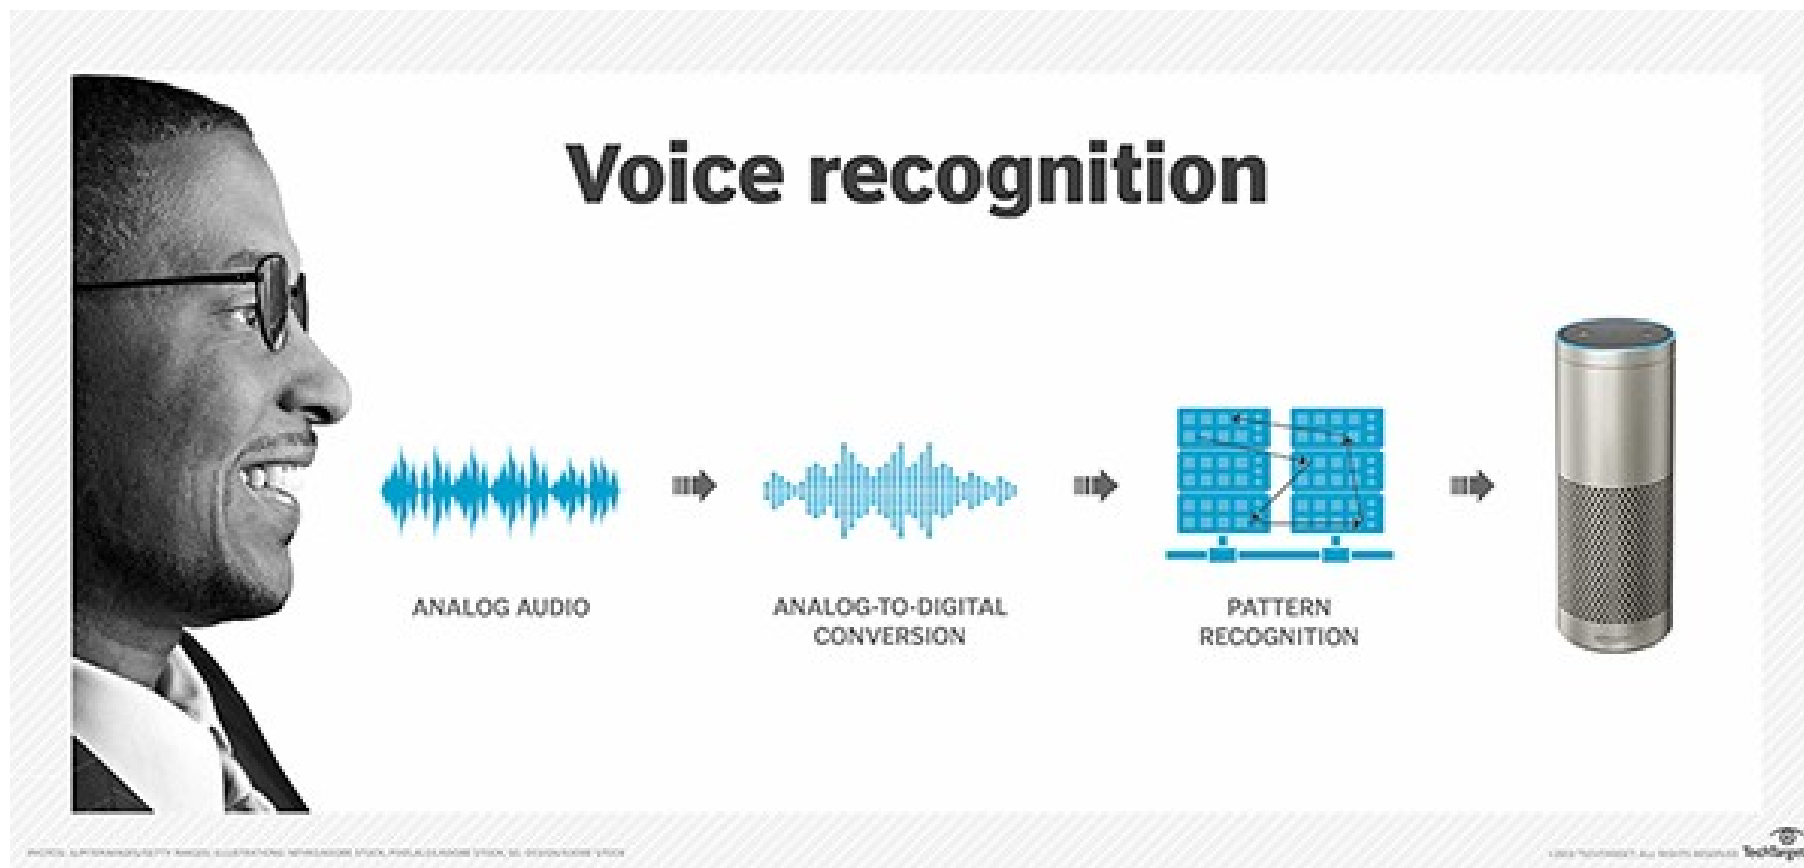 Voice recognition
ANALOG AUDIO
ANALOG-TO-DIGITAL
CONVERSION
PATTERN
RECOGNITION
TechTarget